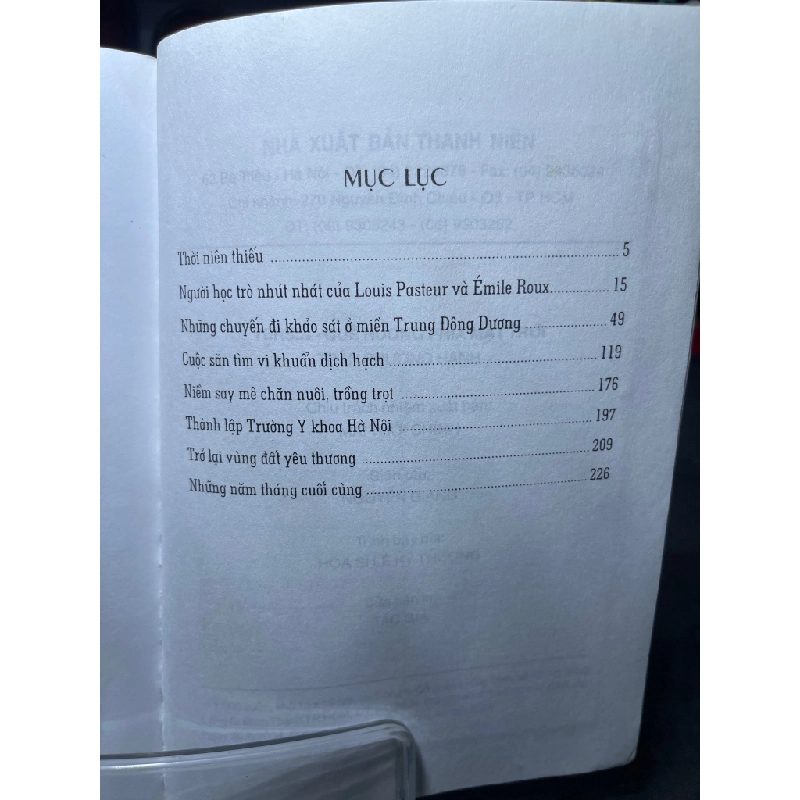 NHÀ XUẤT BẢN THANH NIÊN
MỤC LỤC
Thời niên thiếu 5
Người học trò nhút nhát của Louis Pasteur và Émile Roux 15
Những chuyến đi khảo sát ở miền Trung Đông Dương 49
Cuộc săn tìm vi khuẩn dịch hạch 119
Niềm say mê chăn nuôi, trồng trọt 176
Thành lập Trường Y khoa Hà Nội 197
Trở lại vùng đất yêu thương 209
Những năm tháng cuối cùng 226